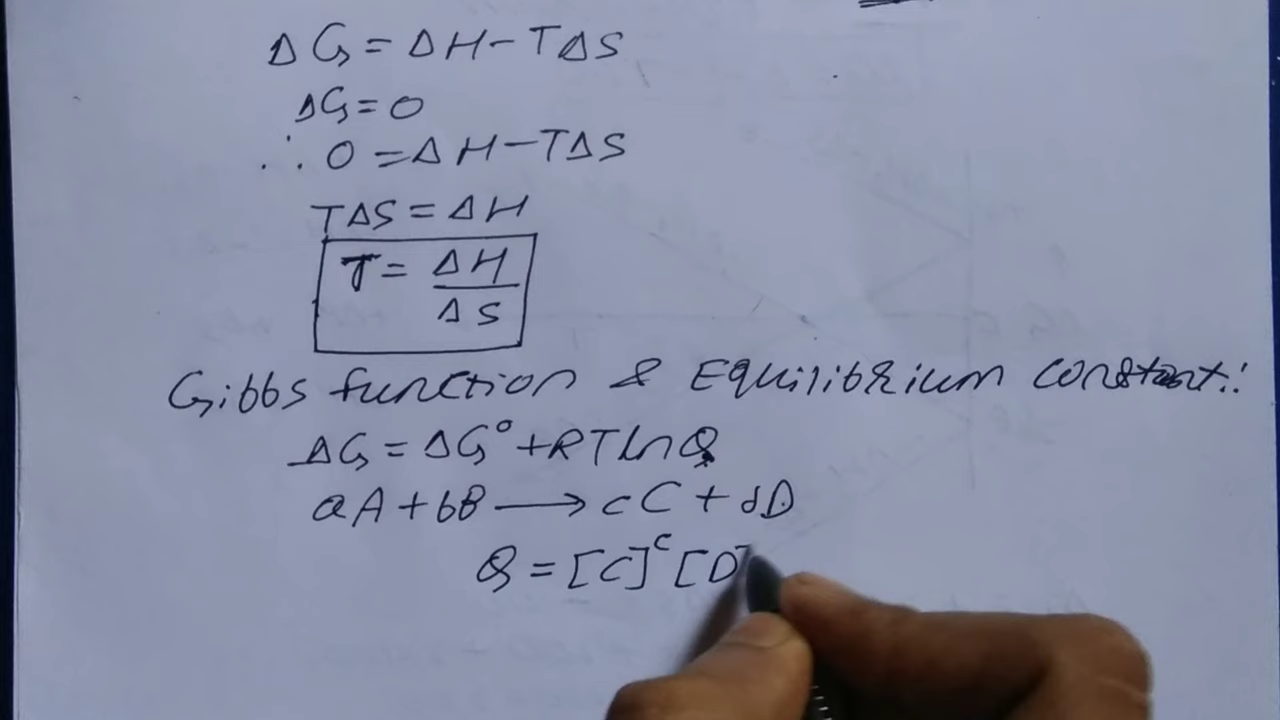 ΔG = ΔH - TΔS
ΔG = 0
∴ 0 = ΔH - TΔS
TΔS = ΔH
T = ΔH/ΔS
Gibbs function & Equilibrium constant:
ΔG = ΔG° + RT ln Q
aA + bB → cC + dD
Q = [C]^c [D]